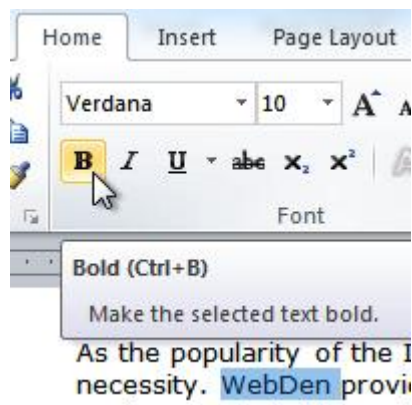 Home Insert Page Layout
Verdana 10 A A
B I U abc x₂ x²
Font
Bold (Ctrl+B)
Make the selected text bold.
As the popularity of the
necessity. WebDen